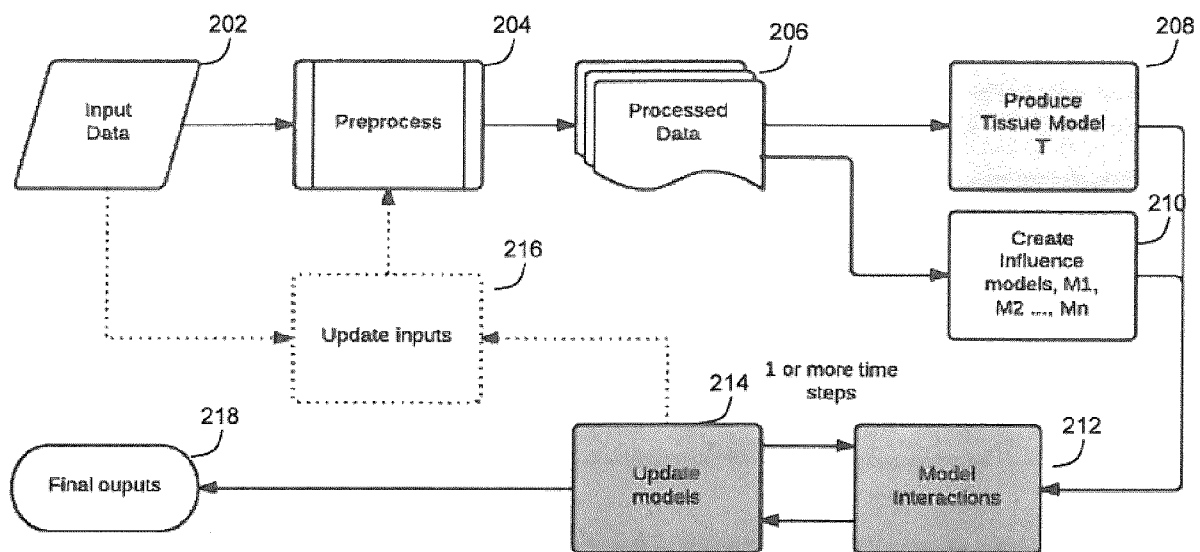 202
Input
Data
204
Preprocess
206
Processed
Data
208
Produce
Tissue Model
T
210
Create
Influence
models, M1,
M2 ...., Mn
216
Update inputs
1 or more time
steps
214
Update
models
212
Model
Interactions
218
Final ouputs